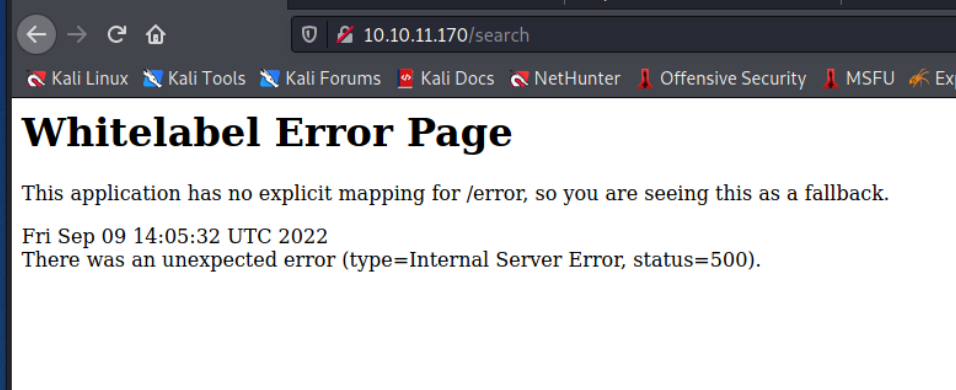 10.10.11.170/search
Kali Linux Kali Tools Kali Forums Kali Docs NetHunter Offensive Security MSFU Ex
Whitelabel Error Page
This application has no explicit mapping for /error, so you are seeing this as a fallback.
Fri Sep 09 14:05:32 UTC 2022
There was an unexpected error (type=Internal Server Error, status=500).